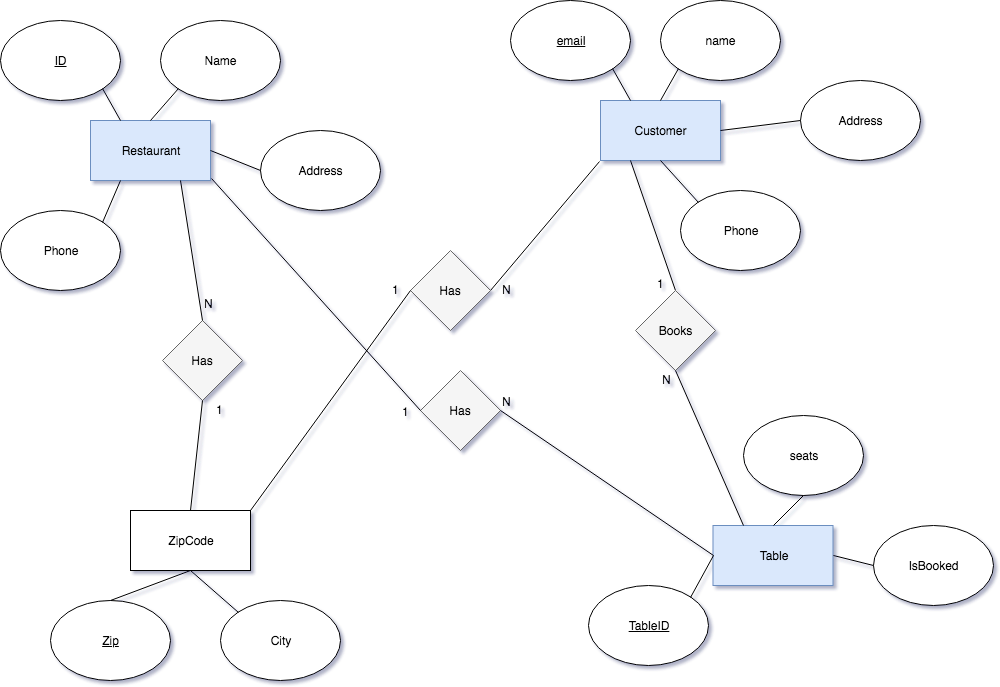 email
name
ID
Name
Customer
Address
Restaurant
Address
Phone
Phone
1
Has
N
1
N
Books
Has
N
N
1
1
Has
seats
ZipCode
Table
IsBooked
TableID
Zip
City